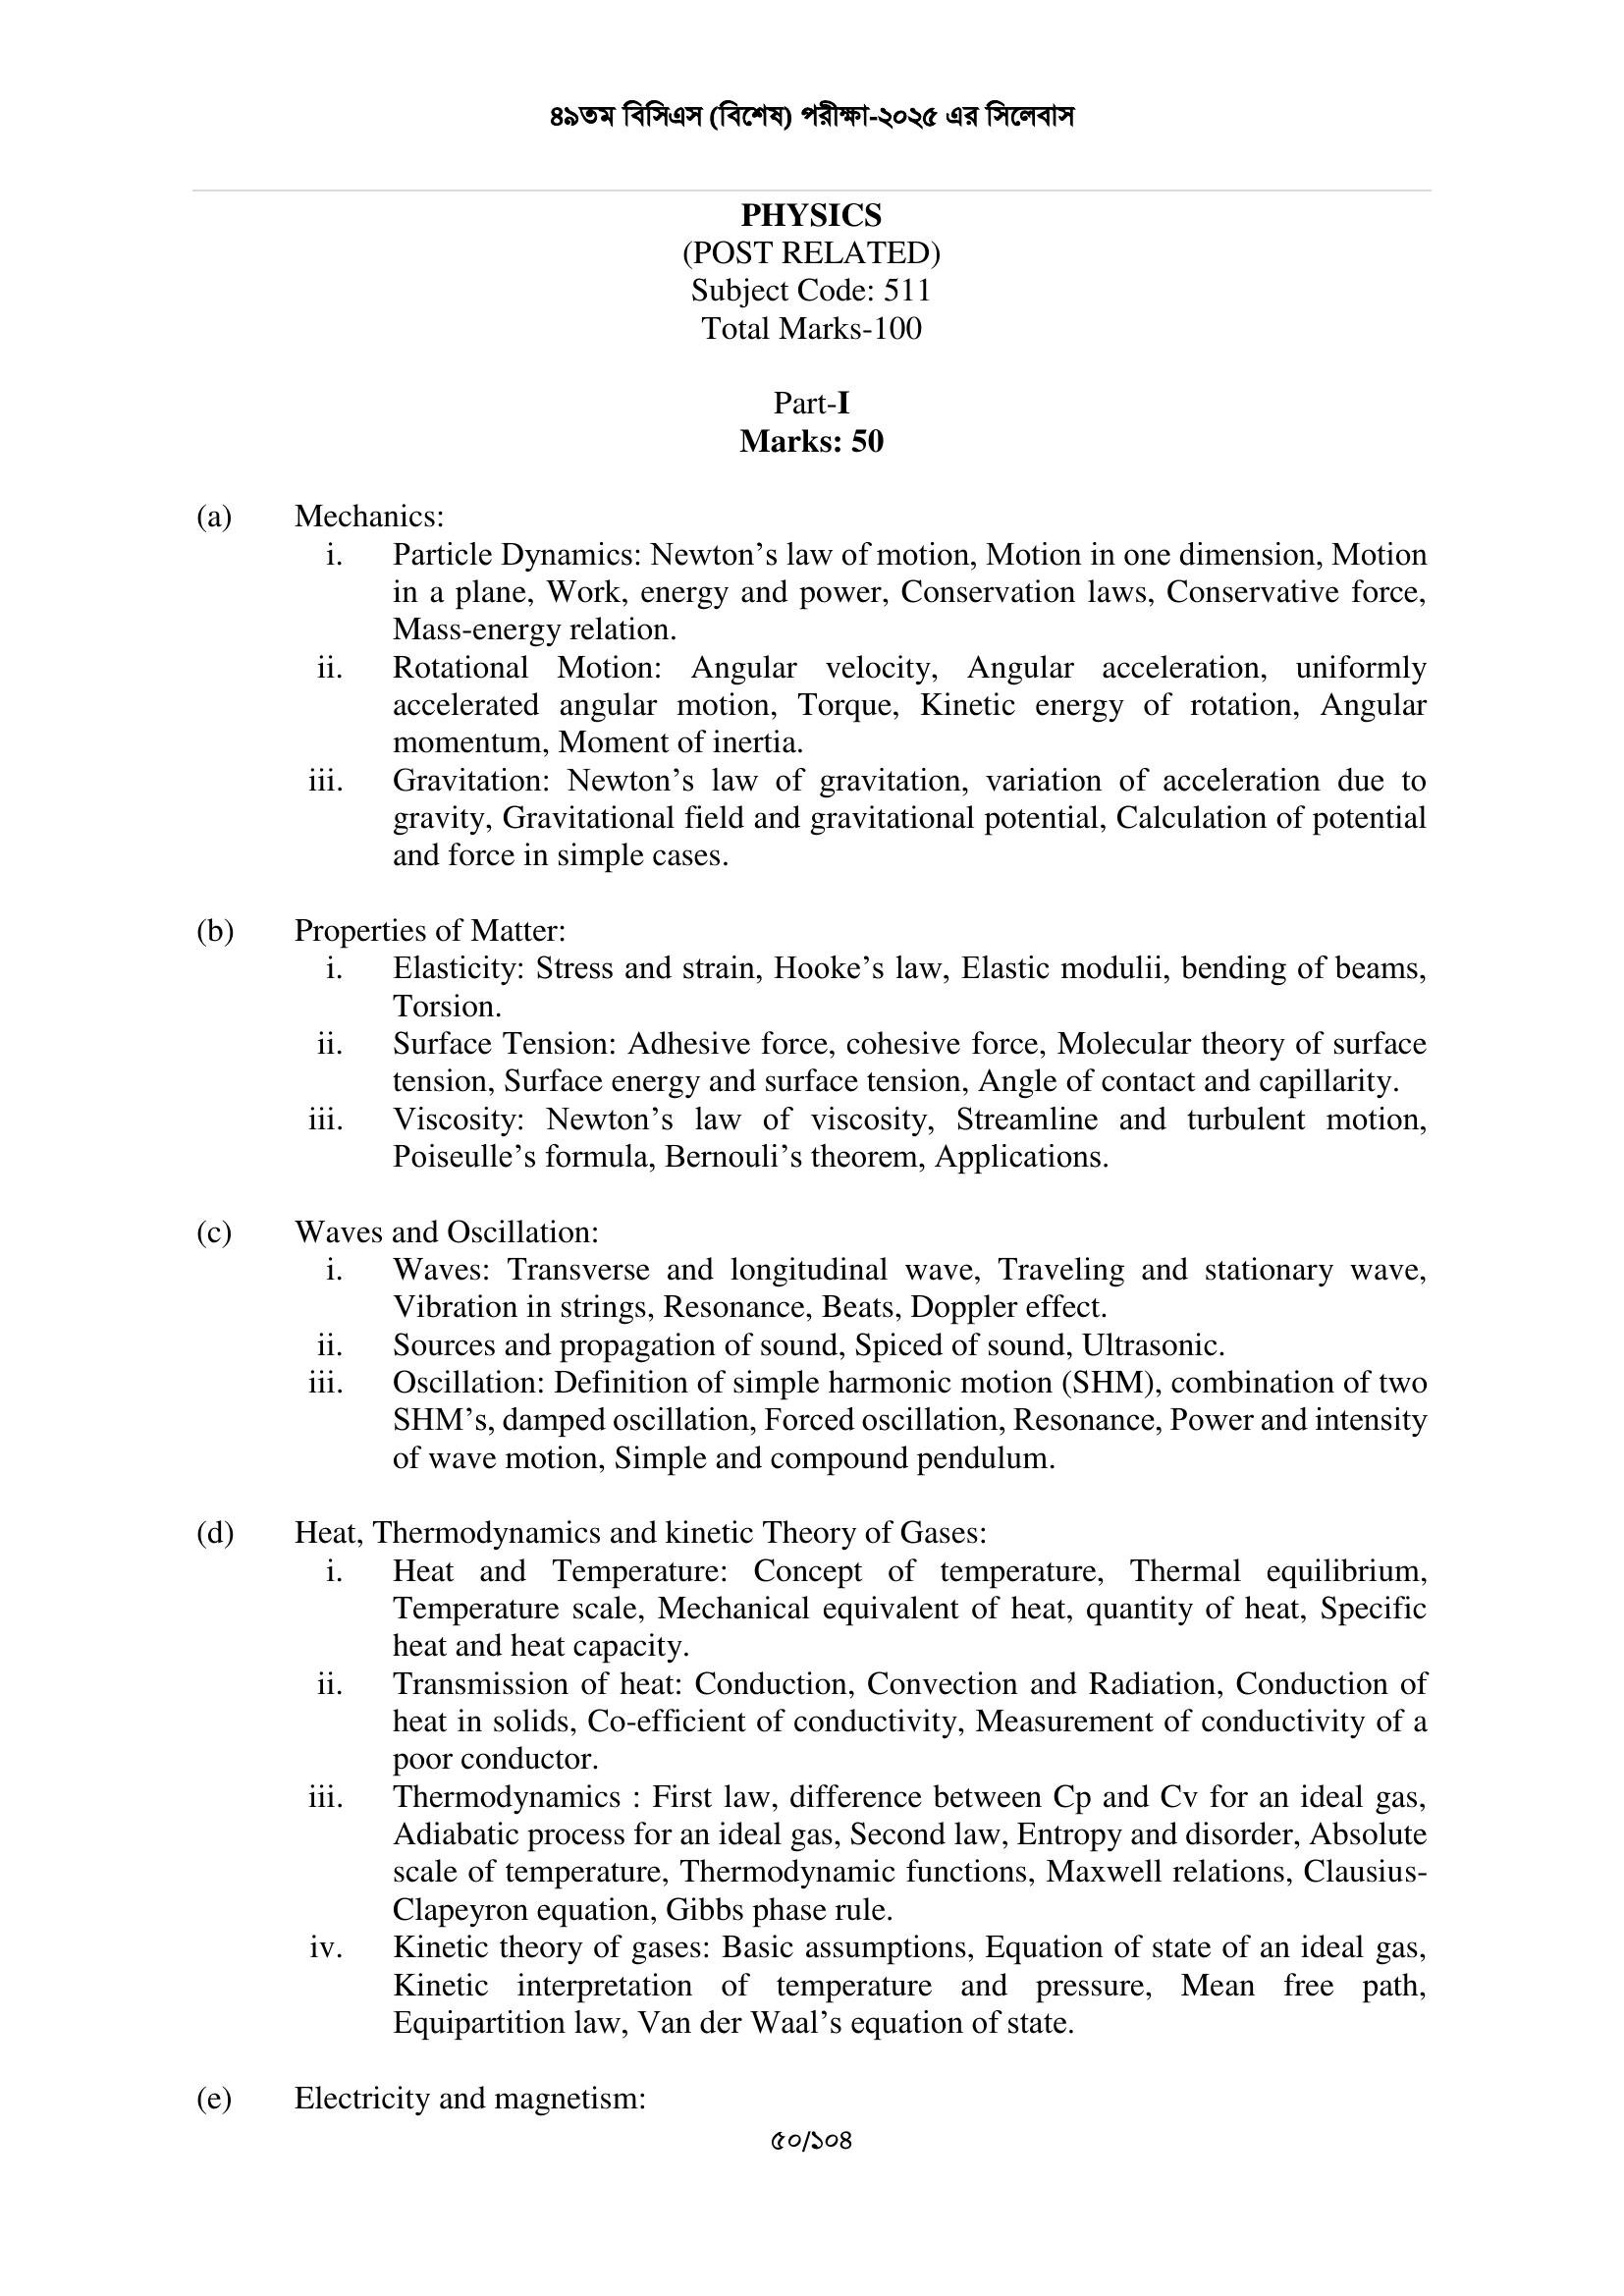 ৪৯তম বিসিএস (বিশেষ) পরীক্ষা-২০২৫ এর সিলেবাস
PHYSICS
(POST RELATED)
Subject Code: 511
Total Marks-100
Part-I
Marks: 50
(a) Mechanics:
i. Particle Dynamics: Newton’s law of motion, Motion in one dimension, Motion
in a plane, Work, energy and power, Conservation laws, Conservative force,
Mass-energy relation.
ii. Rotational Motion: Angular velocity, Angular acceleration, uniformly
accelerated angular motion, Torque, Kinetic energy of rotation, Angular
momentum, Moment of inertia.
iii. Gravitation: Newton’s law of gravitation, variation of acceleration due to
gravity, Gravitational field and gravitational potential, Calculation of potential
and force in simple cases.
(b) Properties of Matter:
i. Elasticity: Stress and strain, Hooke’s law, Elastic modulii, bending of beams,
Torsion.
ii. Surface Tension: Adhesive force, cohesive force, Molecular theory of surface
tension, Surface energy and surface tension, Angle of contact and capillarity.
iii. Viscosity: Newton’s law of viscosity, Streamline and turbulent motion,
Poiseulle’s formula, Bernouli’s theorem, Applications.
(c) Waves and Oscillation:
i. Waves: Transverse and longitudinal wave, Traveling and stationary wave,
Vibration in strings, Resonance, Beats, Doppler effect.
ii. Sources and propagation of sound, Spiced of sound, Ultrasonic.
iii. Oscillation: Definition of simple harmonic motion (SHM), combination of two
SHM’s, damped oscillation, Forced oscillation, Resonance, Power and intensity
of wave motion, Simple and compound pendulum.
(d) Heat, Thermodynamics and kinetic Theory of Gases:
i. Heat and Temperature: Concept of temperature, Thermal equilibrium,
Temperature scale, Mechanical equivalent of heat, quantity of heat, Specific
heat and heat capacity.
ii. Transmission of heat: Conduction, Convection and Radiation, Conduction of
heat in solids, Co-efficient of conductivity, Measurement of conductivity of a
poor conductor.
iii. Thermodynamics : First law, difference between Cp and Cv for an ideal gas,
Adiabatic process for an ideal gas, Second law, Entropy and disorder, Absolute
scale of temperature, Thermodynamic functions, Maxwell relations, Clausius-
Clapeyron equation, Gibbs phase rule.
iv. Kinetic theory of gases: Basic assumptions, Equation of state of an ideal gas,
Kinetic interpretation of temperature and pressure, Mean free path,
Equipartition law, Van der Waal’s equation of state.
(e) Electricity and magnetism:
৫০/১০৪